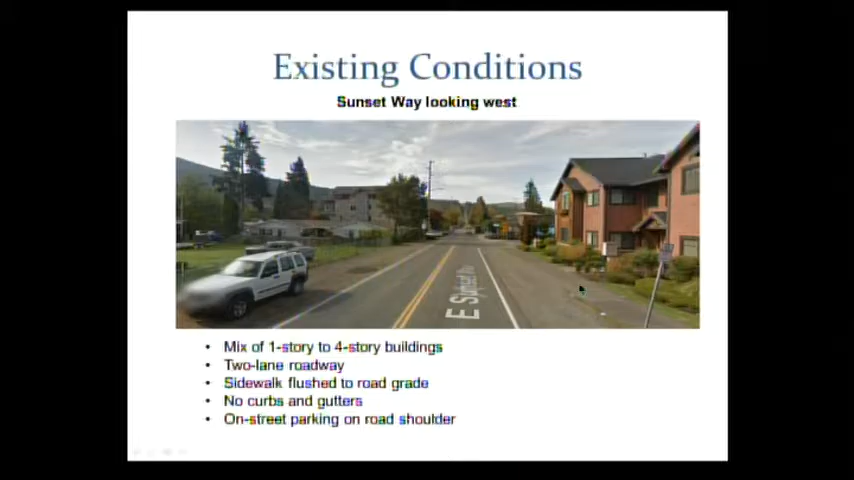 Existing Conditions
Sunset Way looking west
E Sunset Way
• Mix of 1-story to 4-story buildings
• Two-lane roadway
• Sidewalk flushed to road grade
• No curbs and gutters
• On-street parking on road shoulder